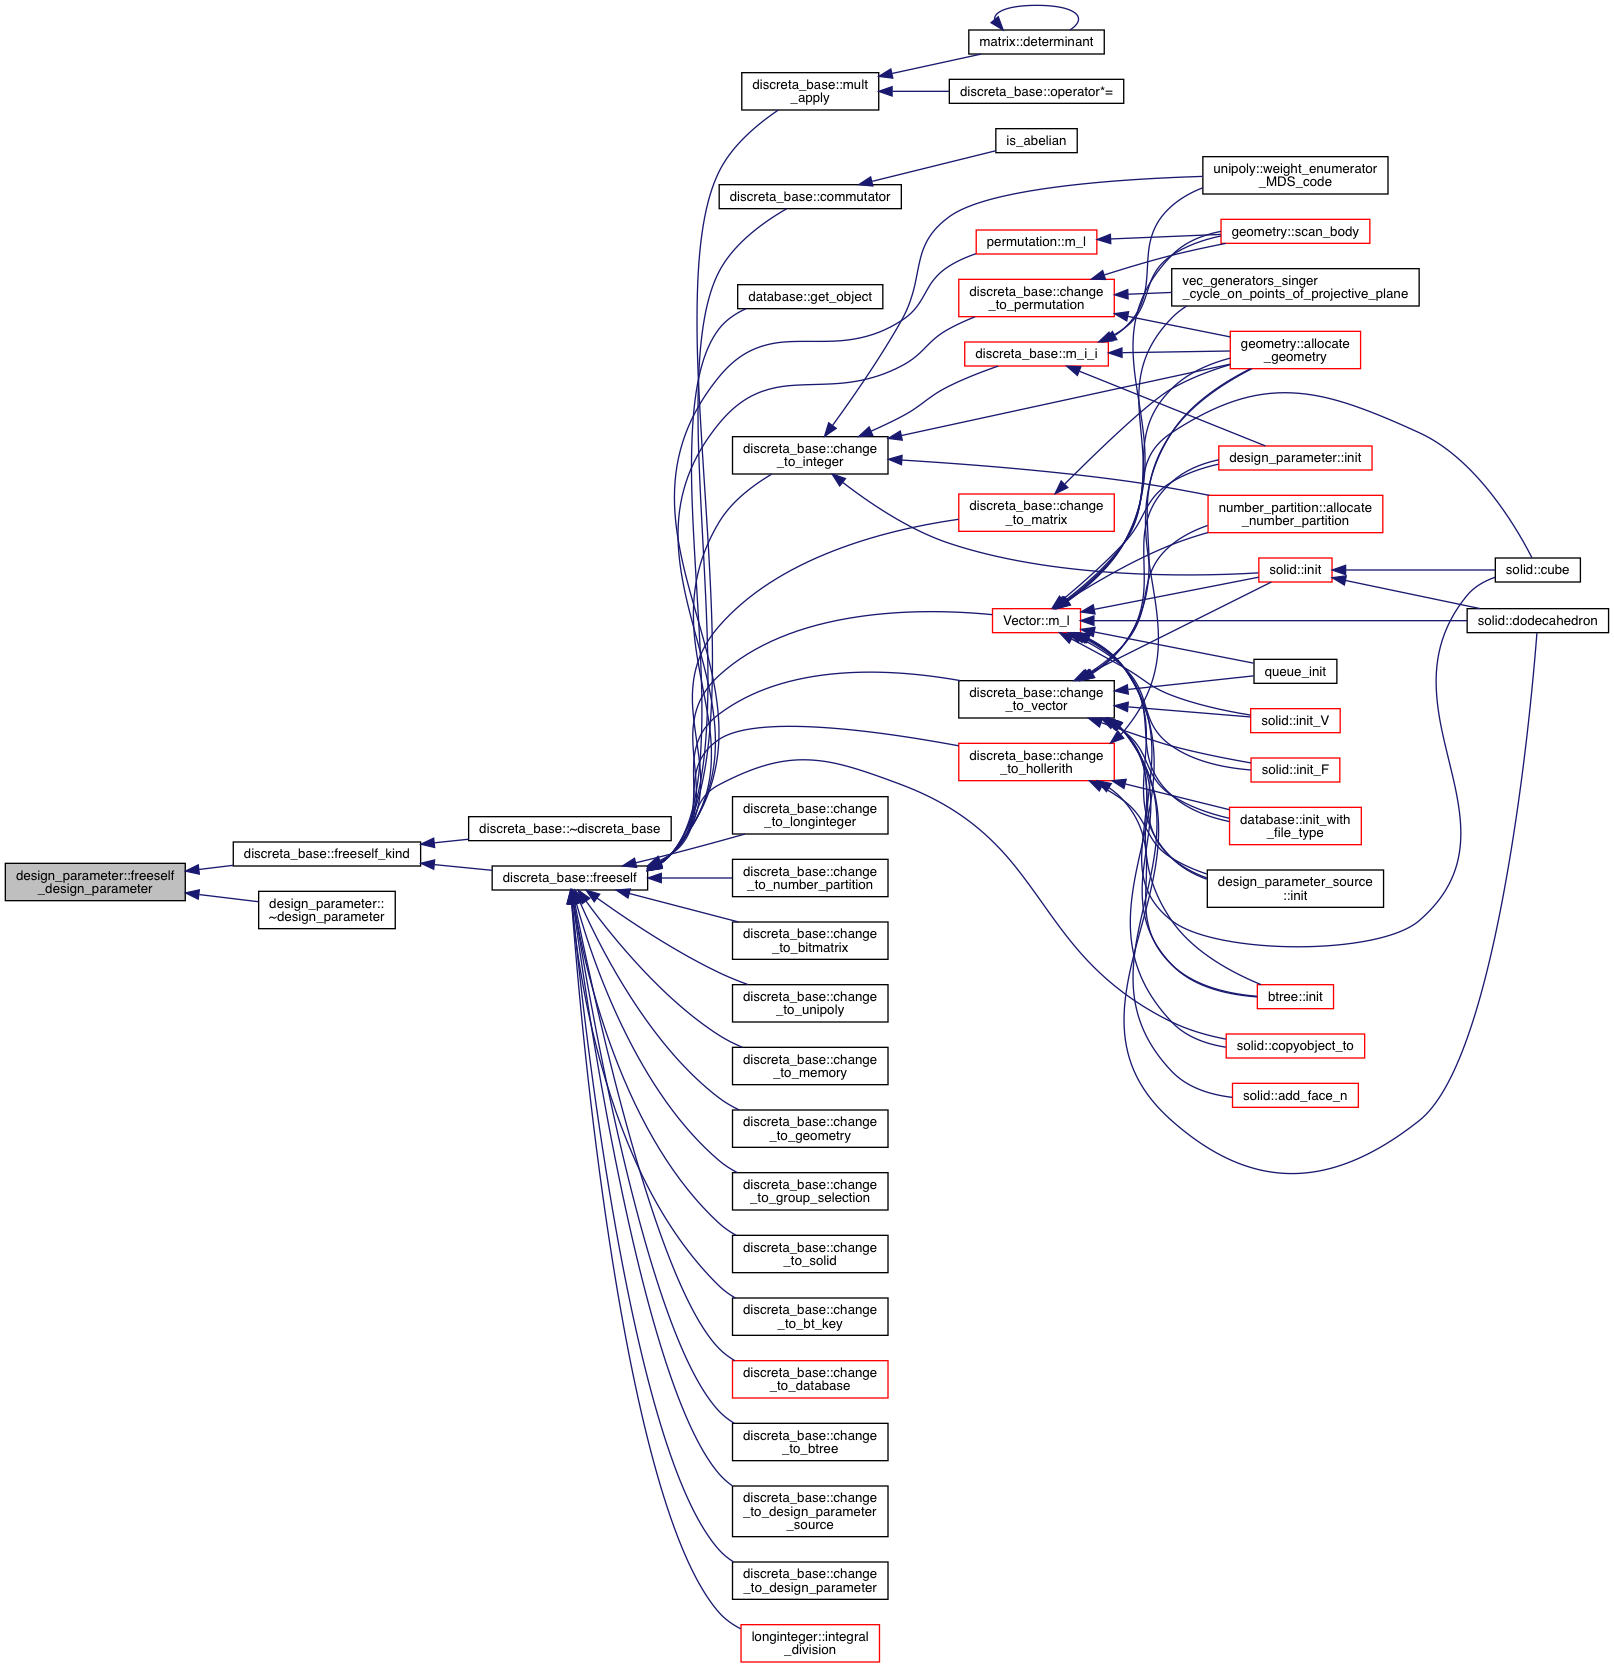 design_parameter::freeself
_design_parameter
discreta_base::freeself_kind
design_parameter::
~design_parameter
discreta_base::~discreta_base
discreta_base::freeself
discreta_base::mult
_apply
discreta_base::commutator
database::get_object
discreta_base::change
_to_integer
discreta_base::change
_to_longinteger
discreta_base::change
_to_number_partition
discreta_base::change
_to_bitmatrix
discreta_base::change
_to_unipoly
discreta_base::change
_to_memory
discreta_base::change
_to_geometry
discreta_base::change
_to_group_selection
discreta_base::change
_to_solid
discreta_base::change
_to_bt_key
discreta_base::change
_to_database
discreta_base::change
_to_btree
discreta_base::change
_to_design_parameter
_source
discreta_base::change
_to_design_parameter
longinteger::integral
_division
matrix::determinant
discreta_base::operator*=
is_abelian
permutation::m_l
discreta_base::change
_to_permutation
discreta_base::m_i_i
discreta_base::change
_to_matrix
Vector::m_l
discreta_base::change
_to_vector
discreta_base::change
_to_hollerith
unipoly::weight_enumerator
_MDS_code
geometry::scan_body
vec_generators_singer
_cycle_on_points_of_projective_plane
geometry::allocate
_geometry
design_parameter::init
number_partition::allocate
_number_partition
solid::init
queue_init
solid::init_V
solid::init_F
database::init_with
_file_type
design_parameter_source
::init
btree::init
solid::copyobject_to
solid::add_face_n
solid::cube
solid::dodecahedron